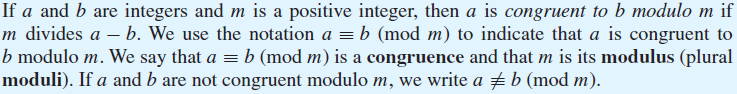 If a and b are integers and m is a positive integer, then a is congruent to b modulo m if
m divides a − b. We use the notation a ≡ b (mod m) to indicate that a is congruent to
b modulo m. We say that a ≡ b (mod m) is a congruence and that m is its modulus (plural
moduli). If a and b are not congruent modulo m, we write a ≢ b (mod m).